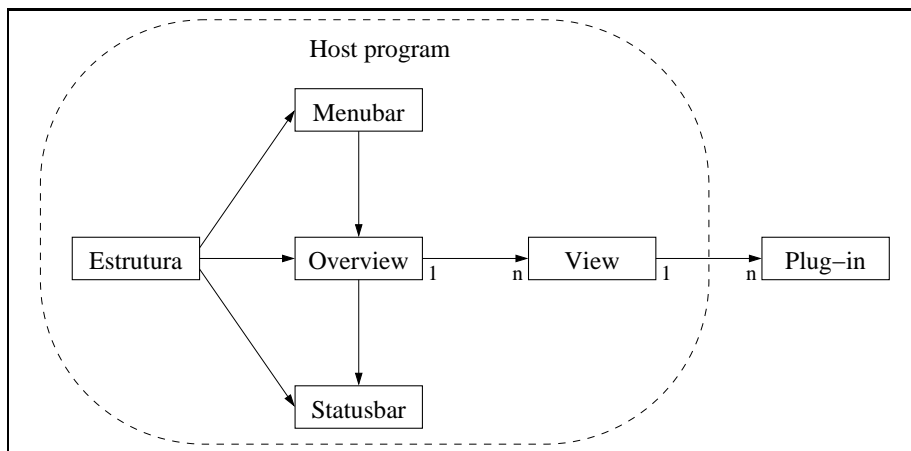 Host program
Menubar
Estrutura
Overview
1
n
View
1
n
Plug−in
Statusbar